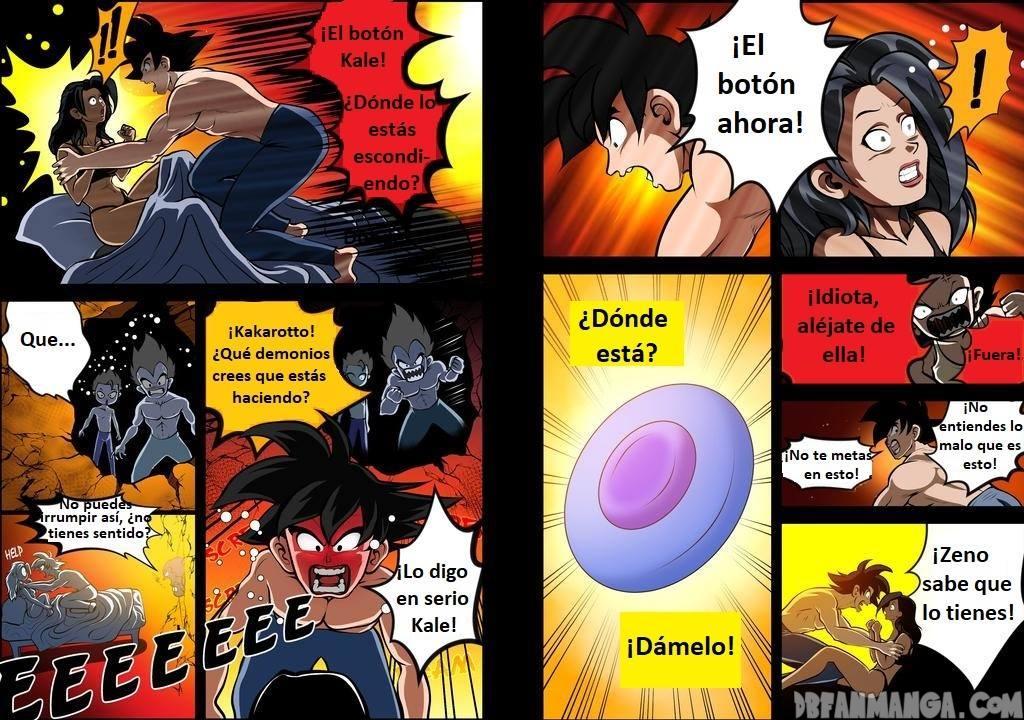 !!
¡El botón
Kale!
¿Dónde lo
estás
escondi-
endo?
Que...
¡Kakarotto!
¿Qué demonios
crees que estás
haciendo?
No puedes
irrumpir así, ¿no
tienes sentido?
HELP
¡Lo digo
en serio
Kale!
EEEEEEEE
¡El
botón
ahora!
!
¿Dónde
está?
¡Dámelo!
¡Idiota,
aléjate de
ella!
¡Fuera!
¡No
entiendes lo
malo que es
esto!
¡No te metas
en esto!
¡Zeno
sabe que
lo tienes!
DBFANMANGA.COM